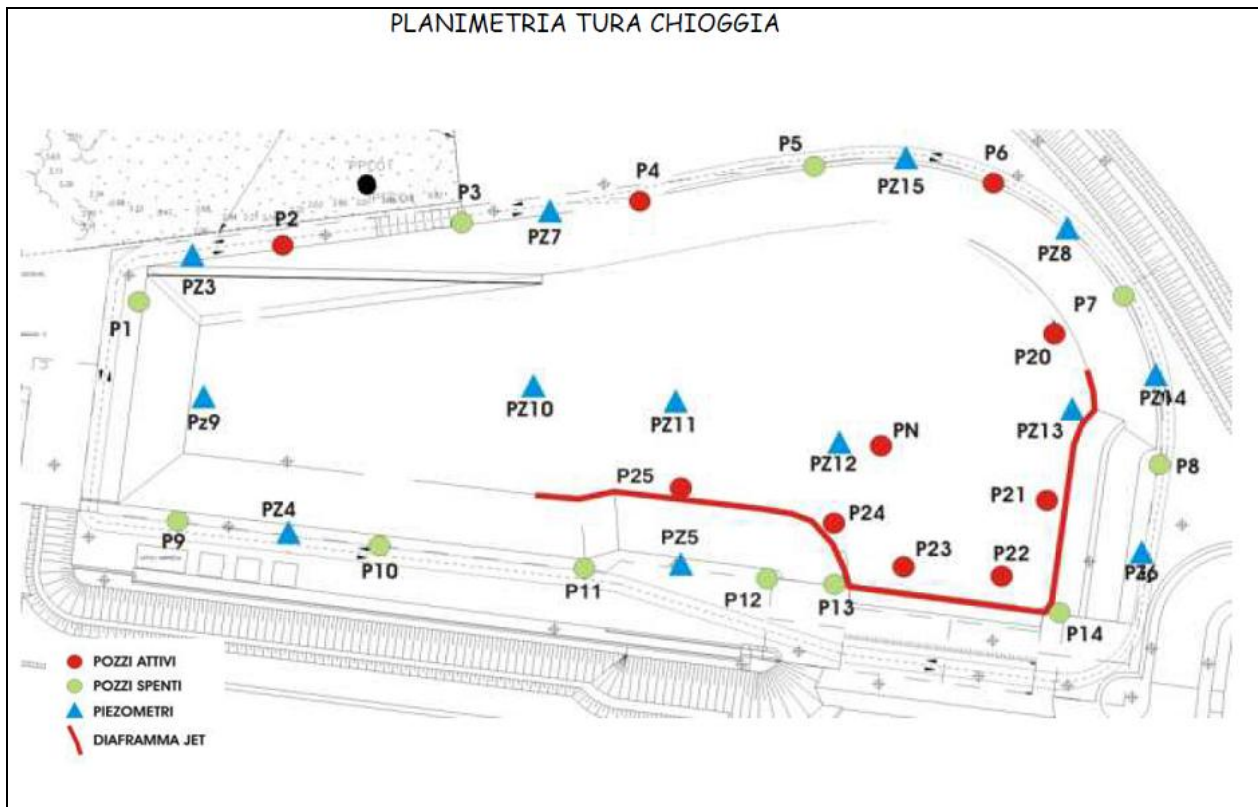 PLANIMETRIA TURA CHIOGGIA
P5
P6
P4
PZ15
P3
P2
PZ7
PZ8
PZ3
P7
P1
P20
PZ10
PZ14
Pz9
PZ11
PZ13
PN
PZ12
P8
P25
P21
PZ4
P24
P9
PZ5
P23
P22
P10
P11
P12
P13
P14
POZZI ATTIVI
POZZI SPENTI
PIEZOMETRI
DIAFRAMMA JET